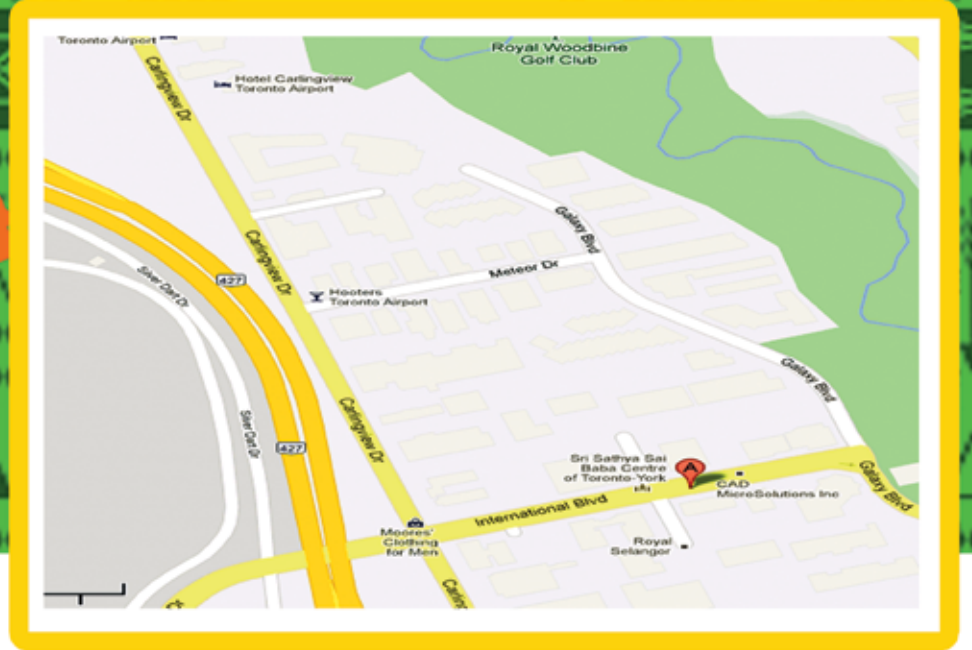 Toronto Airport
Royal Woodbine
Golf Club
Hotel Carlingview
Toronto Airport
Carlingview Dr
Galaxy Blvd
Carlingview Dr
Meteor Dr
Silver Dart Dr
427
Hooters
Toronto Airport
Galaxy Blvd
Carlingview Dr
Silver Dart Dr
427
Sri Sathya Sai
Baba Centre
of Toronto-York
A
CAD
MicroSolutions Inc
Galaxy Blvd
International Blvd
Moores'
Clothing
for Men
Royal
Selangor
Carling